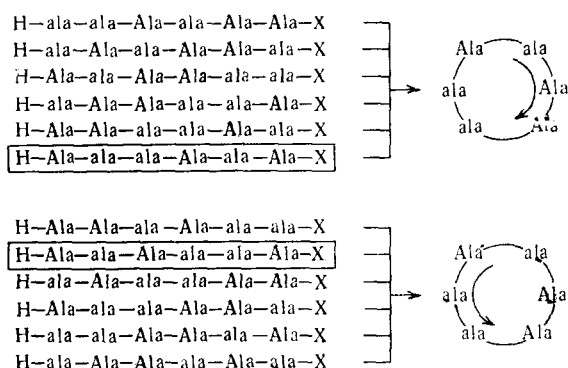 H—ala—ala—Ala—ala—Ala—Ala—X
H—ala—Ala—ala—Ala—Ala—ala—X
H—Ala—ala—Ala—Ala—ala—ala—X
H—ala—Ala—Ala—ala—ala—Ala—X
H—Ala—Ala—ala—ala—Ala—ala—X
H—Ala—ala—ala—Ala—ala—Ala—X
Ala ala
ala Ala
ala Ala
H—Ala—Ala—ala—Ala—ala—ala—X
H—Ala—ala—Ala—ala—ala—Ala—X
H—ala—Ala—ala—ala—Ala—Ala—X
H—Ala—ala—ala—Ala—Ala—ala—X
H—ala—ala—Ala—Ala—ala—Ala—X
H—ala—Ala—Ala—ala—Ala—ala—X
Ala ala
ala Ala
ala Ala